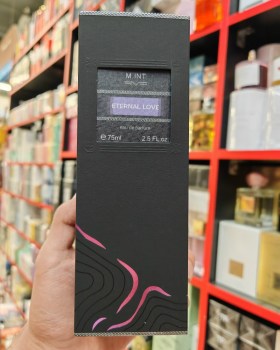 M.INT.
ETERNAL LOVE
Eau de Parfum
℮ 75ml 2.5 FL.oz